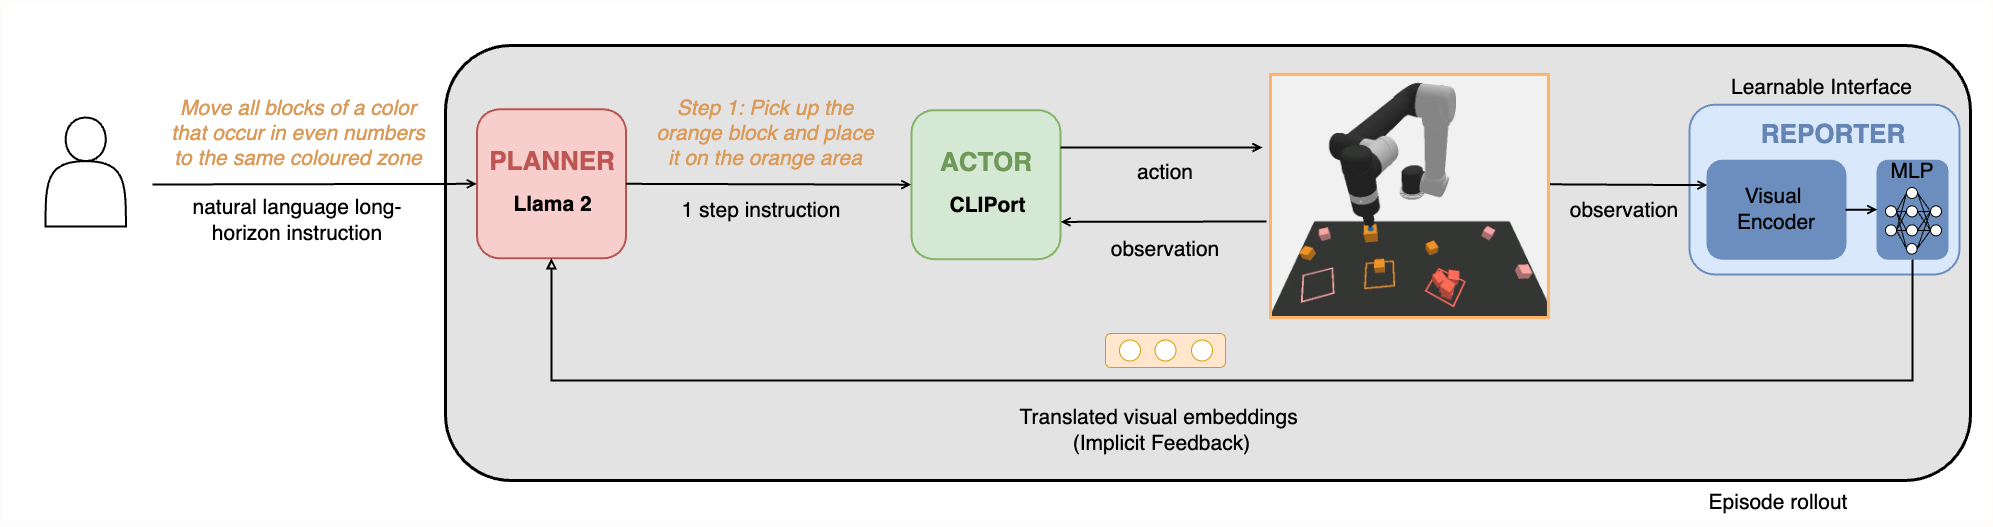 Move all blocks of a color
that occur in even numbers
to the same coloured zone
natural language long-
horizon instruction
PLANNER
Llama 2
Step 1: Pick up the
orange block and place
it on the orange area
1 step instruction
ACTOR
CLIPort
action
observation
observation
Learnable Interface
REPORTER
Visual
Encoder
MLP
Translated visual embeddings
(Implicit Feedback)
Episode rollout